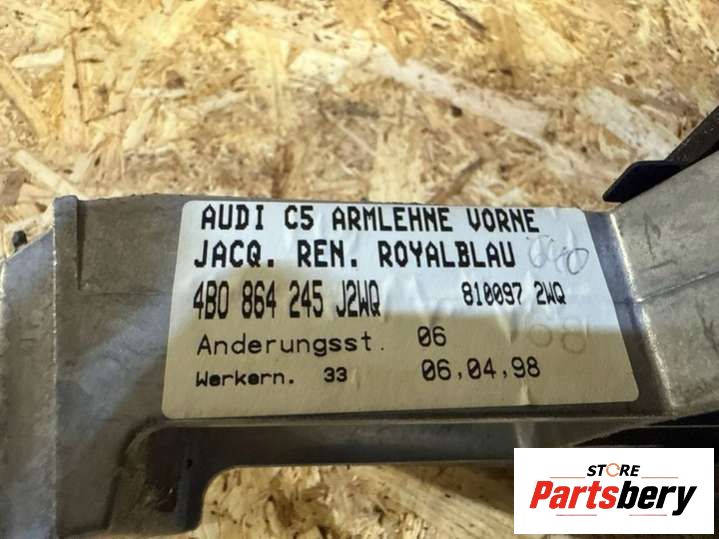 AUDI C5 ARMLEHNE VORNE
JACQ. REN. ROYALBLAU
4B0 864 245 J2WQ 810097 2WQ
Anderungsst. 06
Werkern. 33 06,04,98
STORE
Partsbery